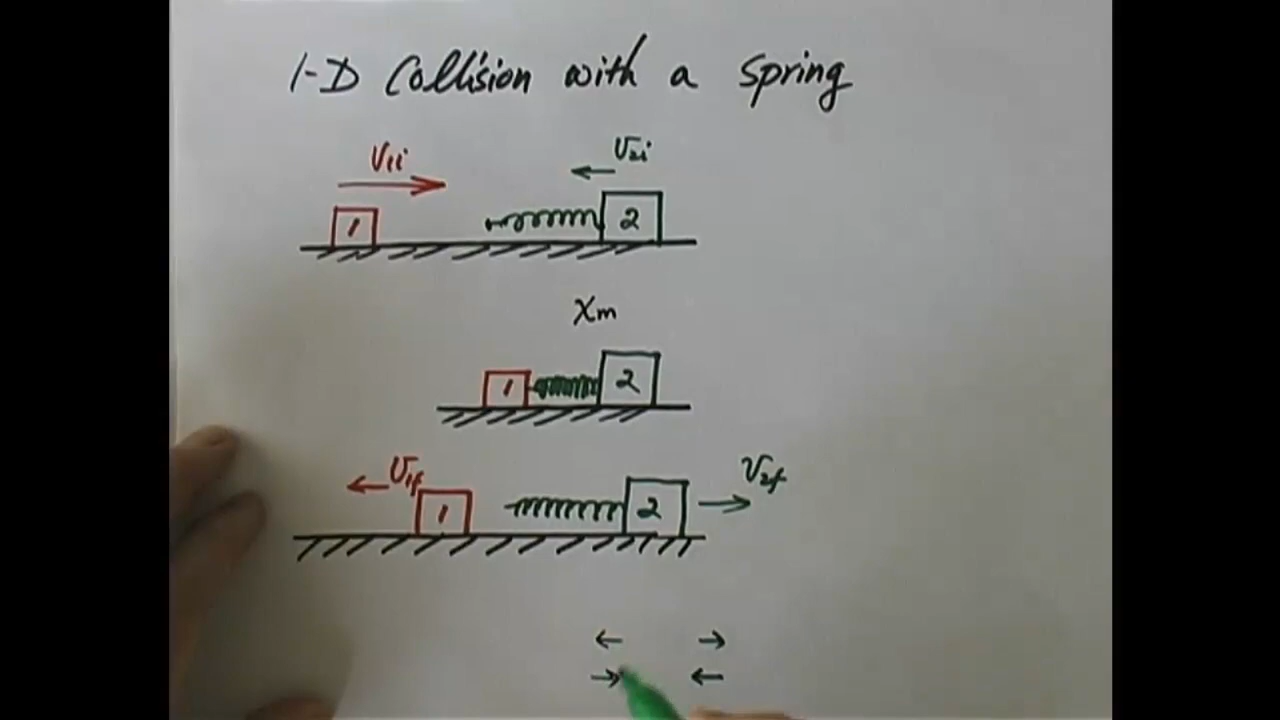 1-D Collision with a Spring
V1i
V2i
1
2
Xm
1
2
V1f
V2f
1
2